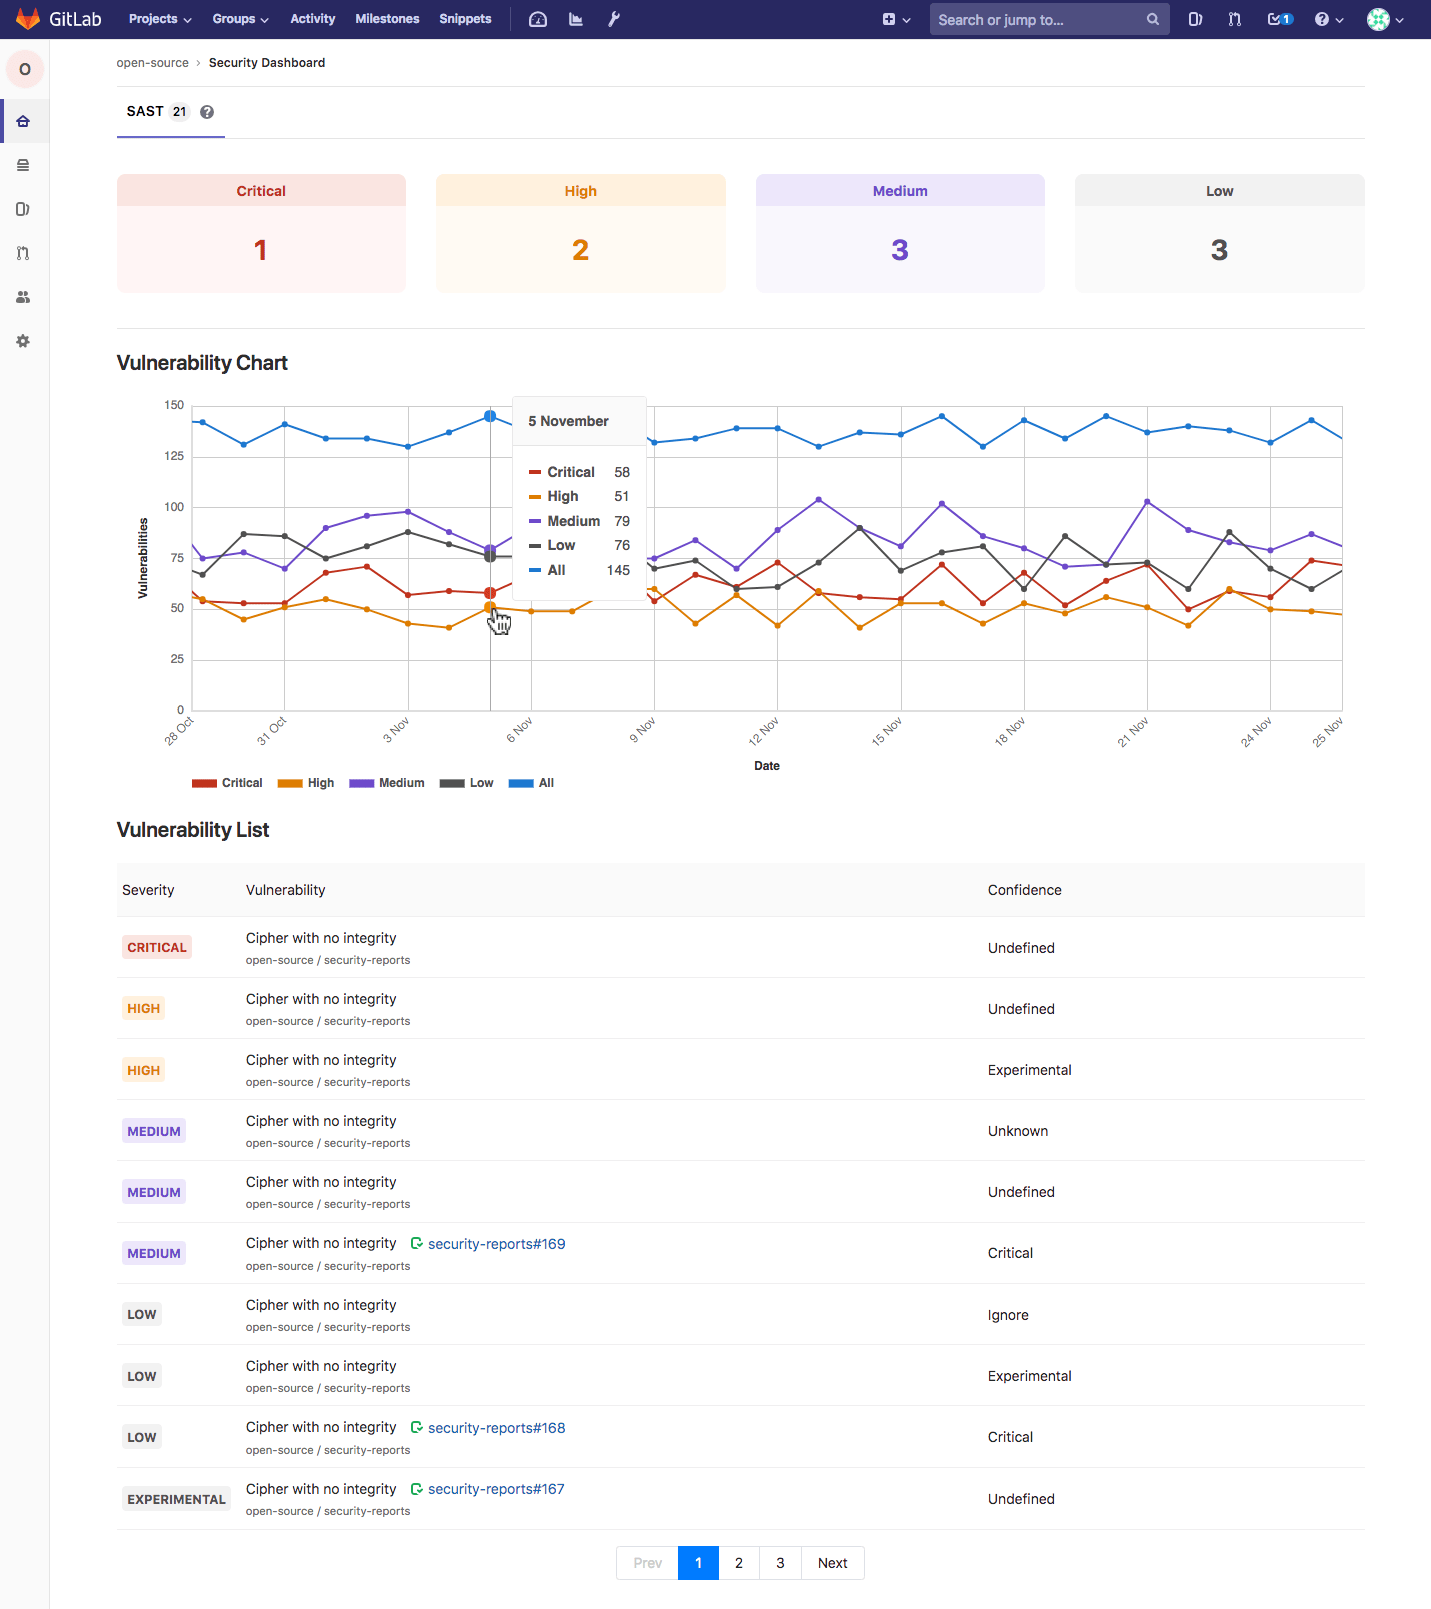 GitLab Projects Groups Activity Milestones Snippets Search or jump to... 1
O
open-source › Security Dashboard
SAST 21
Critical High Medium Low
1 2 3 3
Vulnerability Chart
150
125
100
75
50
25
0
Vulnerabilities
5 November
Critical 58
High 51
Medium 79
Low 76
All 145
28 Oct 31 Oct 3 Nov 6 Nov 9 Nov 12 Nov 15 Nov 18 Nov 21 Nov 24 Nov 25 Nov
Date
Critical High Medium Low All
Vulnerability List
Severity Vulnerability Confidence
CRITICAL Cipher with no integrity Undefined
open-source / security-reports
HIGH Cipher with no integrity Undefined
open-source / security-reports
HIGH Cipher with no integrity Experimental
open-source / security-reports
MEDIUM Cipher with no integrity Unknown
open-source / security-reports
MEDIUM Cipher with no integrity Undefined
open-source / security-reports
MEDIUM Cipher with no integrity security-reports#169 Critical
open-source / security-reports
LOW Cipher with no integrity Ignore
open-source / security-reports
LOW Cipher with no integrity Experimental
open-source / security-reports
LOW Cipher with no integrity security-reports#168 Critical
open-source / security-reports
EXPERIMENTAL Cipher with no integrity security-reports#167 Undefined
open-source / security-reports
Prev 1 2 3 Next